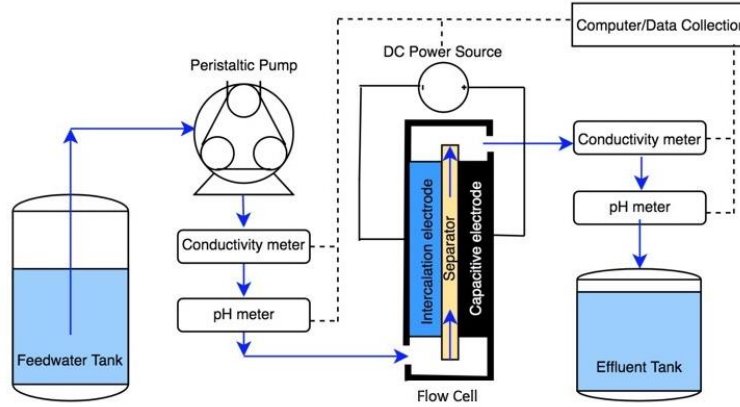 Computer/Data Collection
DC Power Source
Peristaltic Pump
-
+
Conductivity meter
pH meter
Conductivity meter
pH meter
Intercalation electrode
Separator
Capacitive electrode
Feedwater Tank
Effluent Tank
Flow Cell